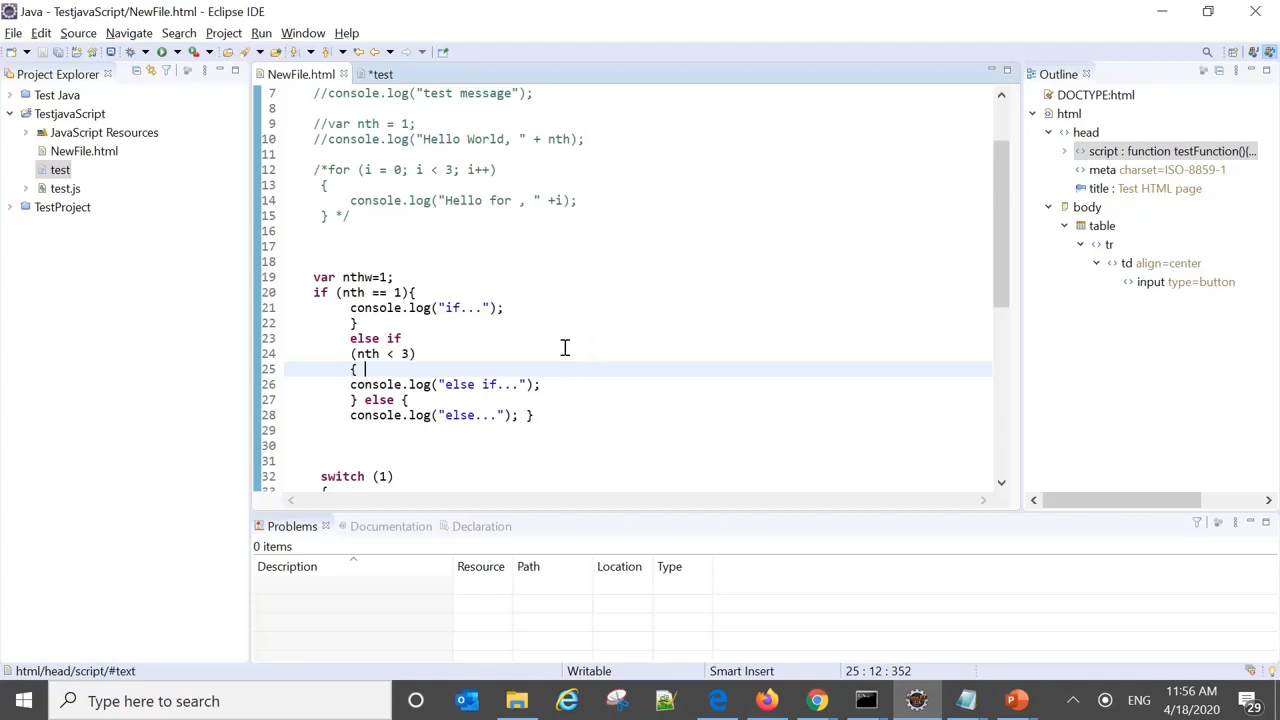 Java - TestjavaScript/NewFile.html - Eclipse IDE
File Edit Source Navigate Search Project Run Window Help
Project Explorer
NewFile.html
*test
Outline
Test Java
TestjavaScript
JavaScript Resources
NewFile.html
test
test.js
TestProject
7 //console.log("test message");
8
9 //var nth = 1;
10 //console.log("Hello World, " + nth);
11
12 /*for (i = 0; i < 3; i++)
13 {
14 console.log("Hello for , " +i);
15 } */
16
17
18
19 var nthw=1;
20 if (nth == 1){
21 console.log("if...");
22 }
23 else if
24 (nth < 3)
25 {
26 console.log("else if...");
27 } else {
28 console.log("else..."); }
29
30
31
32 switch (1)
33 {
DOCTYPE:html
html
head
script : function testFunction(){...
meta charset=ISO-8859-1
title : Test HTML page
body
table
tr
td align=center
input type=button
Problems
Documentation
Declaration
0 items
Description Resource Path Location Type
html/head/script/#text
Writable
Smart Insert
25 : 12 : 352
Type here to search
ENG
11:56 AM
4/18/2020
29